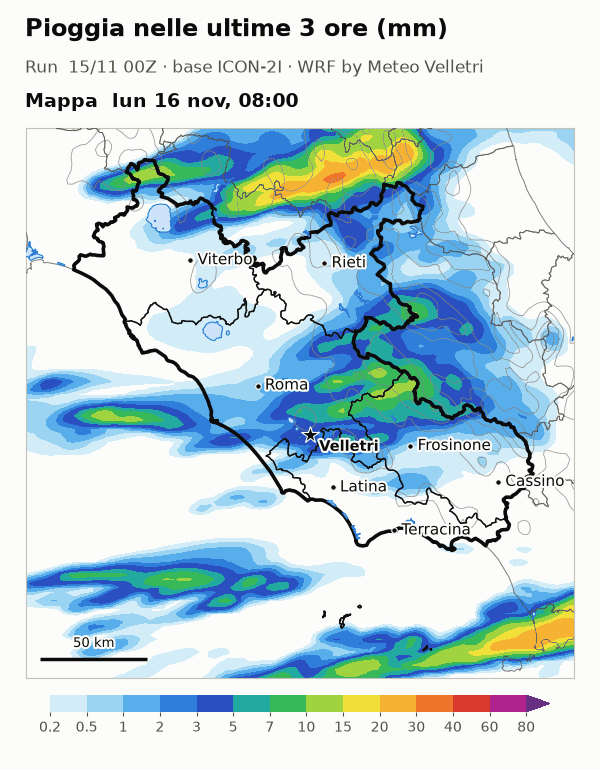 Pioggia nelle ultime 3 ore (mm)
Run 15/11 00Z · base ICON-2I · WRF by Meteo Velletri
Mappa lun 16 nov, 08:00
Viterbo
Rieti
Roma
Velletri
Frosinone
Latina
Cassino
Terracina
50 km
0.2 0.5 1 2 3 5 7 10 15 20 30 40 60 80